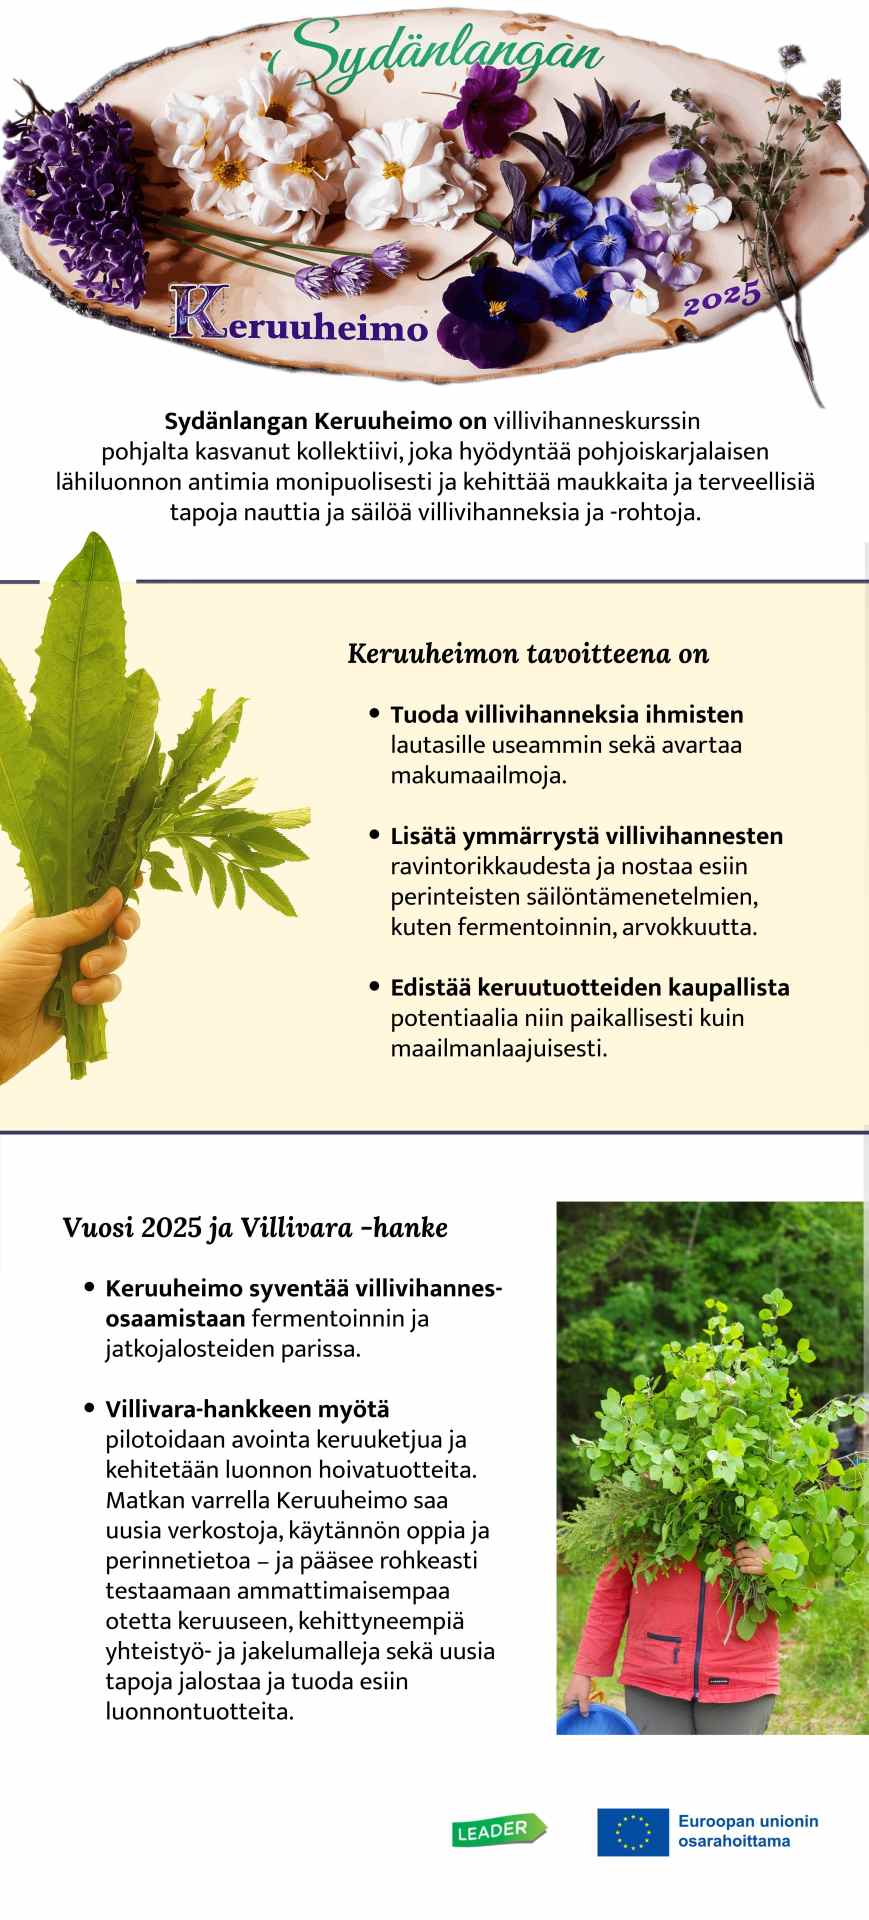 Sydänlangan
Keruuheimo
2025
Sydänlangan Keruuheimo on villivihanneskurssin
pohjalta kasvanut kollektiivi, joka hyödyntää pohjoiskarjalaisen
lähiluonnon antimia monipuolisesti ja kehittää maukkaita ja terveellisiä
tapoja nauttia ja säilöä villivihanneksia ja -rohtoja.
Keruuheimon tavoitteena on
• Tuoda villivihanneksia ihmisten
lautasille useammin sekä avartaa
makumaailmoja.
• Lisätä ymmärrystä villivihannesten
ravintorikkaudesta ja nostaa esiin
perinteisten säilöntämenetelmien,
kuten fermentoinnin, arvokkuutta.
• Edistää keruutuotteiden kaupallista
potentiaalia niin paikallisesti kuin
maailmanlaajuisesti.
Vuosi 2025 ja Villivara -hanke
• Keruuheimo syventää villivihannes-
osaamistaan fermentoinnin ja
jatkojalosteiden parissa.
• Villivara-hankkeen myötä
pilotoidaan avointa keruuketjua ja
kehitetään luonnon hoivatuotteita.
Matkan varrella Keruuheimo saa
uusia verkostoja, käytännön oppia ja
perinnetietoa – ja pääsee rohkeasti
testaamaan ammattimaisempaa
otetta keruuseen, kehittyneempiä
yhteistyö- ja jakelumalleja sekä uusia
tapoja jalostaa ja tuoda esiin
luonnontuotteita.
LEADER
Euroopan unionin
osarahoittama